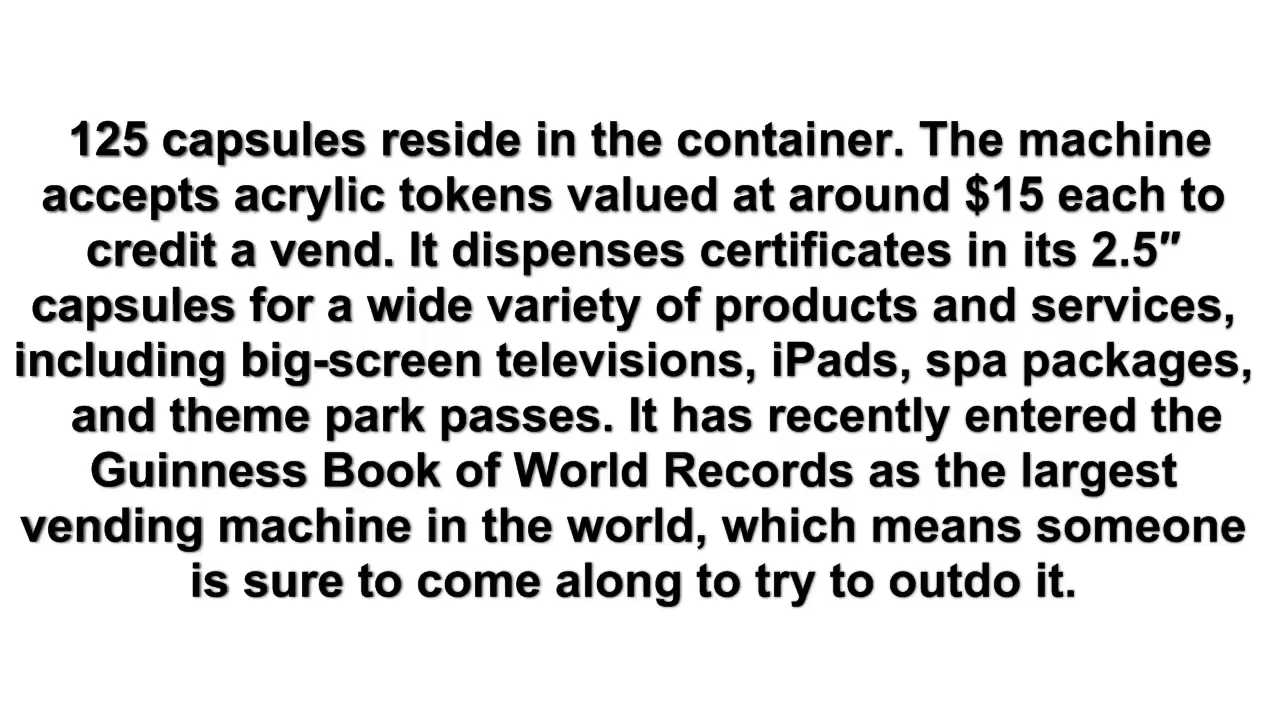 125 capsules reside in the container. The machine
accepts acrylic tokens valued at around $15 each to
credit a vend. It dispenses certificates in its 2.5″
capsules for a wide variety of products and services,
including big-screen televisions, iPads, spa packages,
and theme park passes. It has recently entered the
Guinness Book of World Records as the largest
vending machine in the world, which means someone
is sure to come along to try to outdo it.